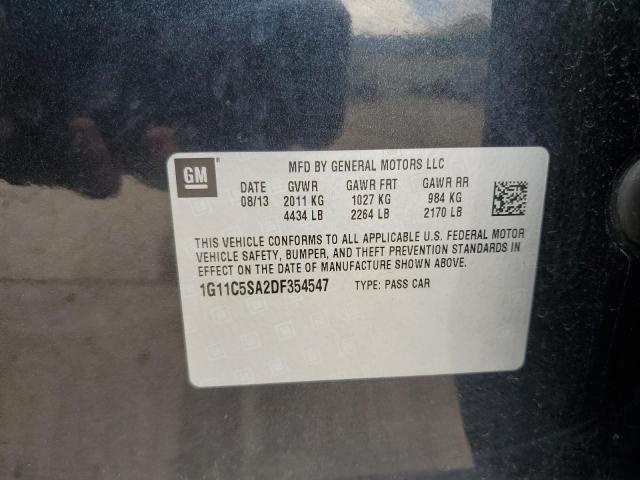 GM
MFD BY GENERAL MOTORS LLC
DATE GVWR GAWR FRT GAWR RR
08/13 2011 KG 1027 KG 984 KG
4434 LB 2264 LB 2170 LB
THIS VEHICLE CONFORMS TO ALL APPLICABLE U.S. FEDERAL MOTOR
VEHICLE SAFETY, BUMPER, AND THEFT PREVENTION STANDARDS IN
EFFECT ON THE DATE OF MANUFACTURE SHOWN ABOVE.
1G11C5SA2DF354547 TYPE: PASS CAR